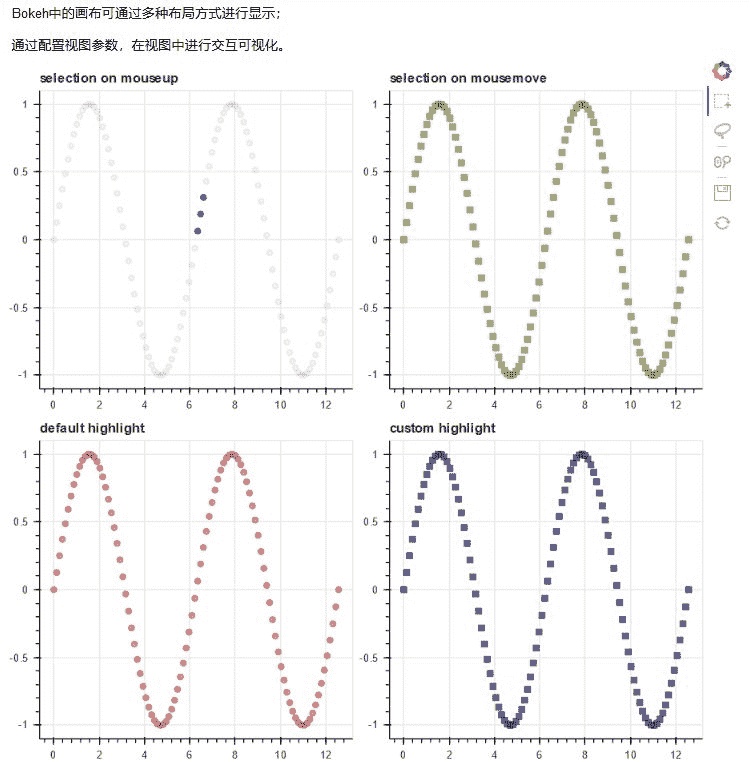 Bokeh中的画布可通过多种布局方式进行显示；
通过配置视图参数，在视图中进行交互可视化。
selection on mouseup
1
0.5
0
-0.5
-1
0 2 4 6 8 10 12
selection on mousemove
1
0.5
0
-0.5
-1
0 2 4 6 8 10 12
default highlight
1
0.5
0
-0.5
-1
0 2 4 6 8 10 12
custom highlight
1
0.5
0
-0.5
-1
0 2 4 6 8 10 12